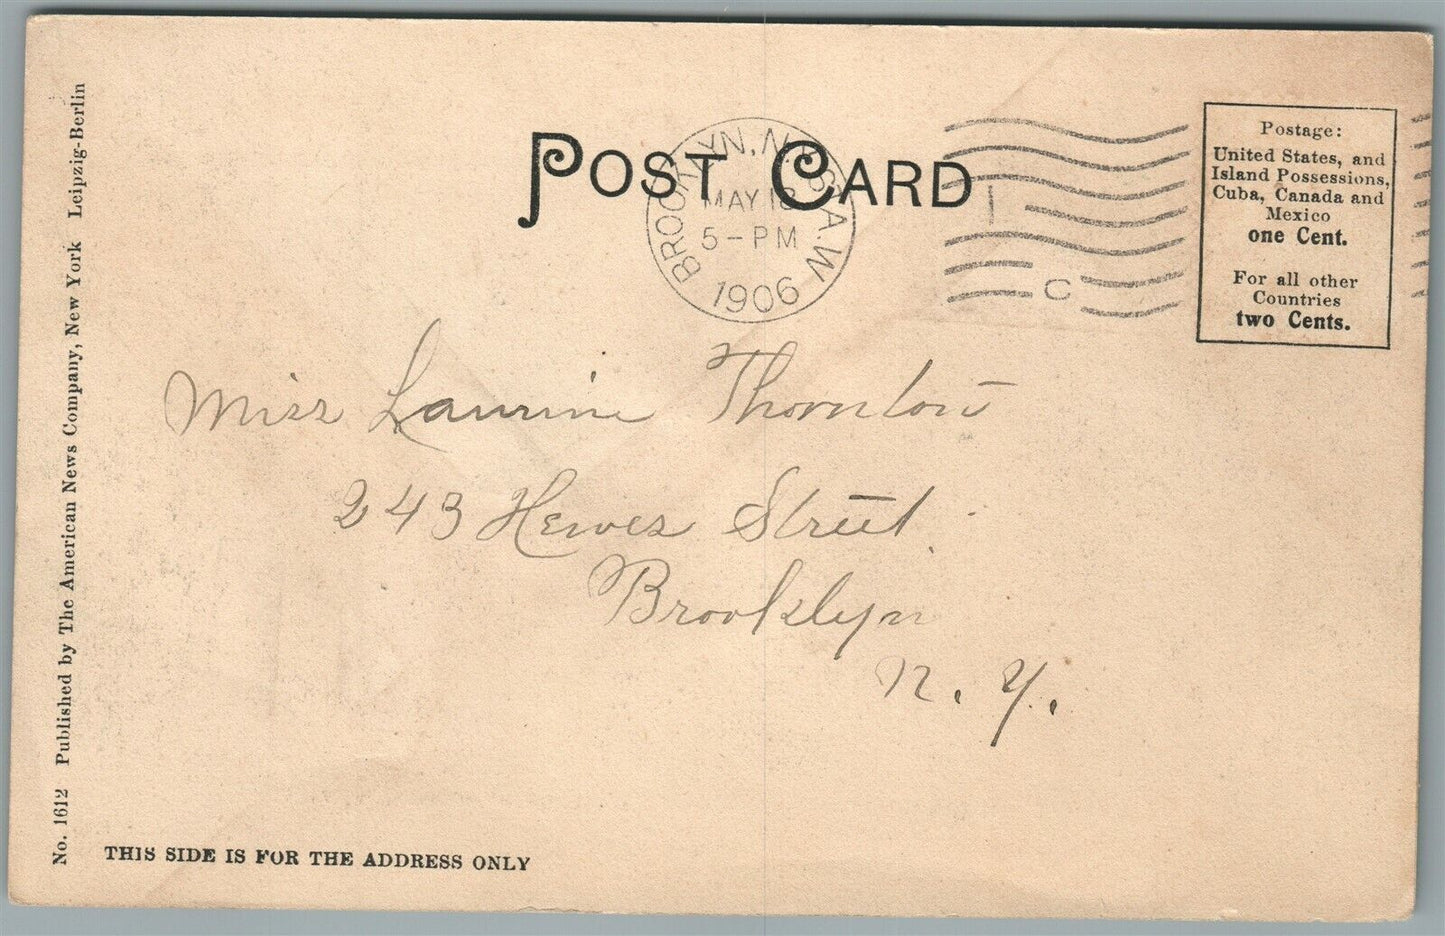 POST CARD
BROOKLYN, N.Y. STA. W
MAY 18
5-PM
1906
C
Postage:
United States, and
Island Possessions,
Cuba, Canada and
Mexico
one Cent.
For all other
Countries
two Cents.
Miss Laurine Thornton
243 Hewes Street.
Brooklyn
N. Y.
No. 1612 Published by The American News Company, New York Leipzig-Berlin
THIS SIDE IS FOR THE ADDRESS ONLY